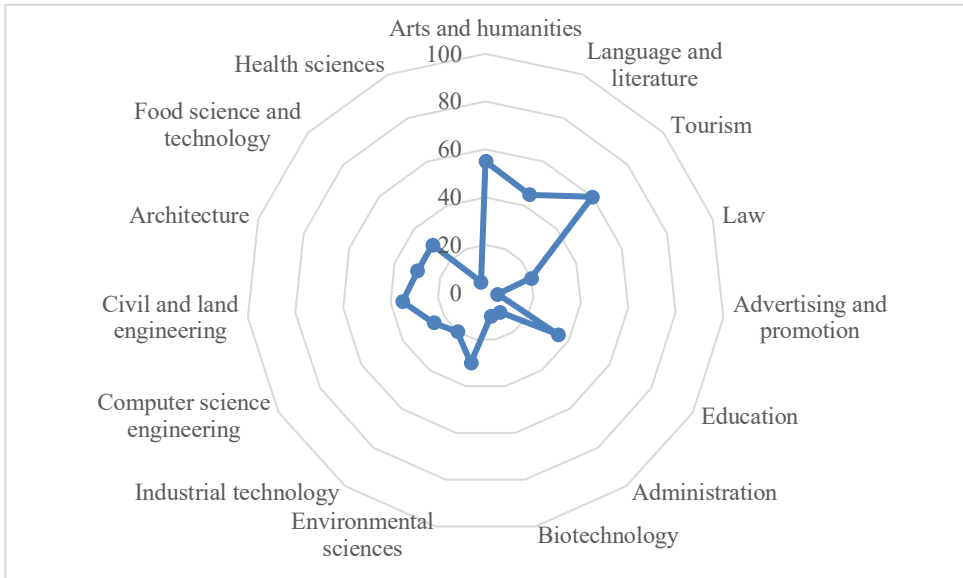 Arts and humanities
100
Language and
literature
Health sciences
80
Food science and
technology
Tourism
60
40
Architecture
Law
20
0
Civil and land
engineering
Advertising and
promotion
Computer science
engineering
Education
Industrial technology
Administration
Environmental
sciences
Biotechnology